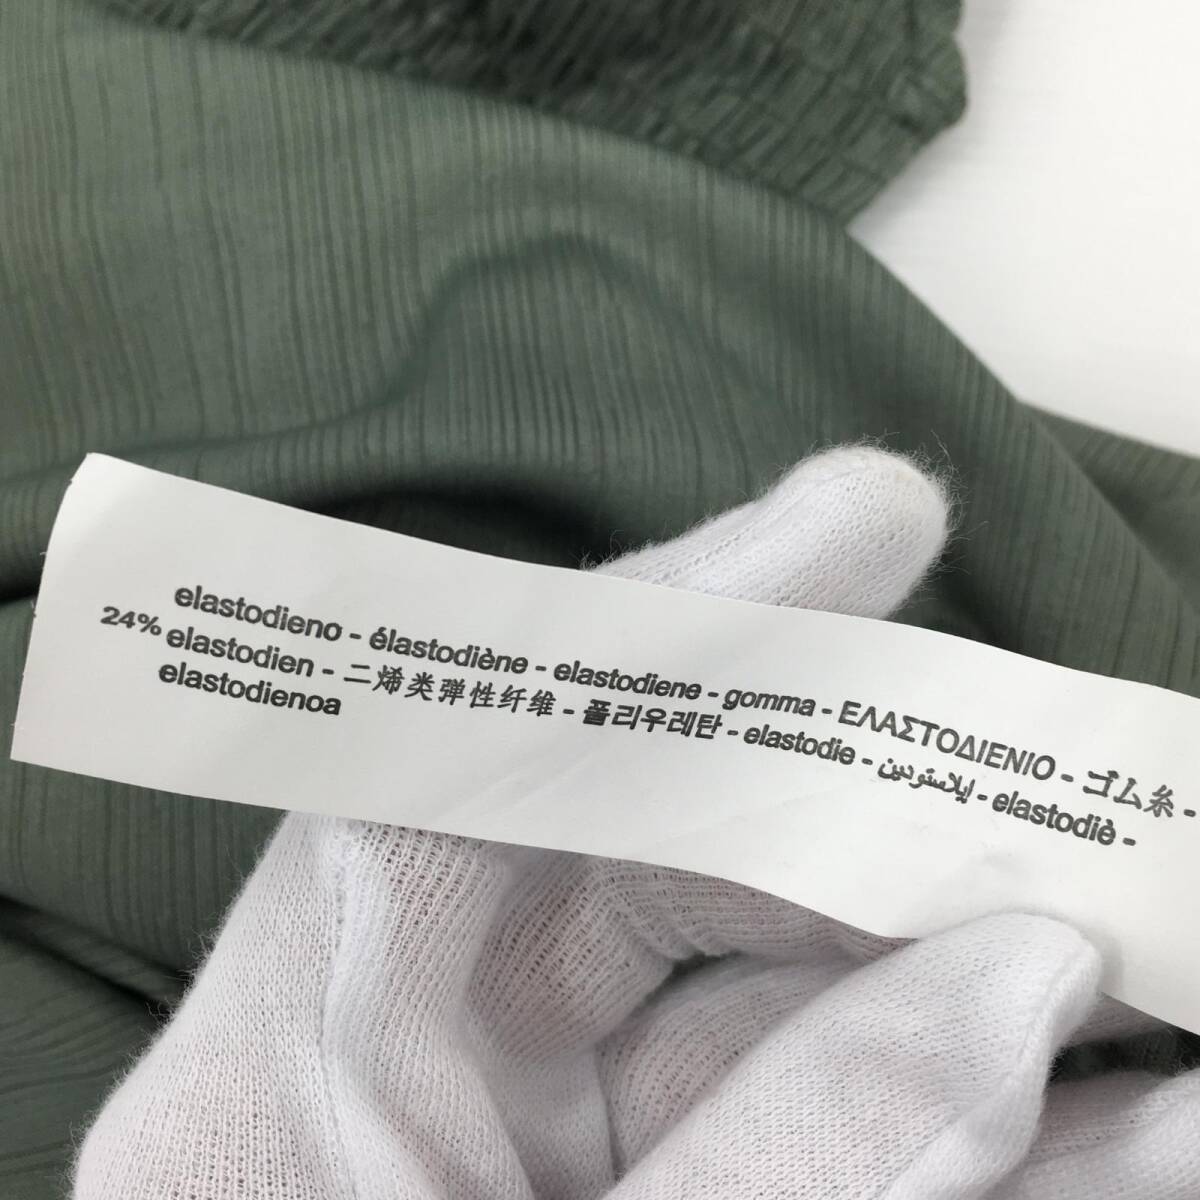 elastodieno - élastodiène - elastodiene - gomma - ΕΛΑΣΤΟΔΙΕΝΙΟ - ゴム糸 -
24% elastodien - 二烯类弹性纤维 - 폴리우레탄 - elastodie - إيلاستودين - elastodiè -
elastodienoa